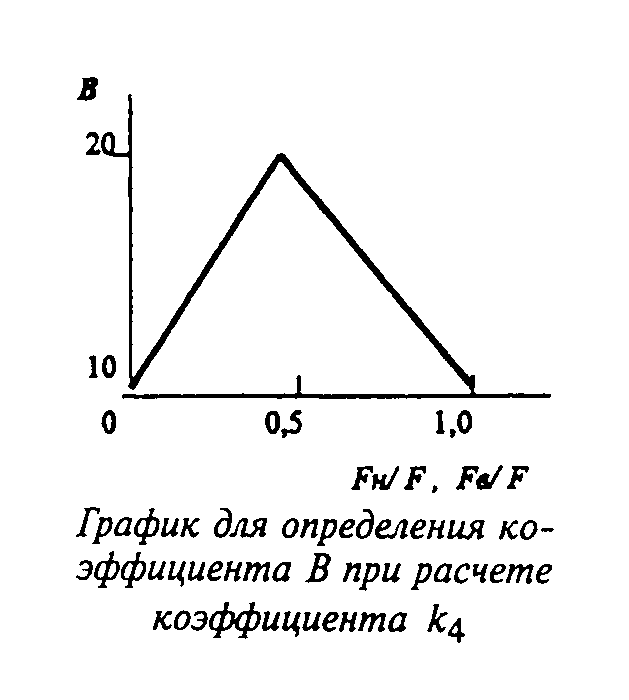 В
20
10
0 0,5 1,0
Fн/F, Fв/F
График для определения ко-
эффициента В при расчете
коэффициента k4